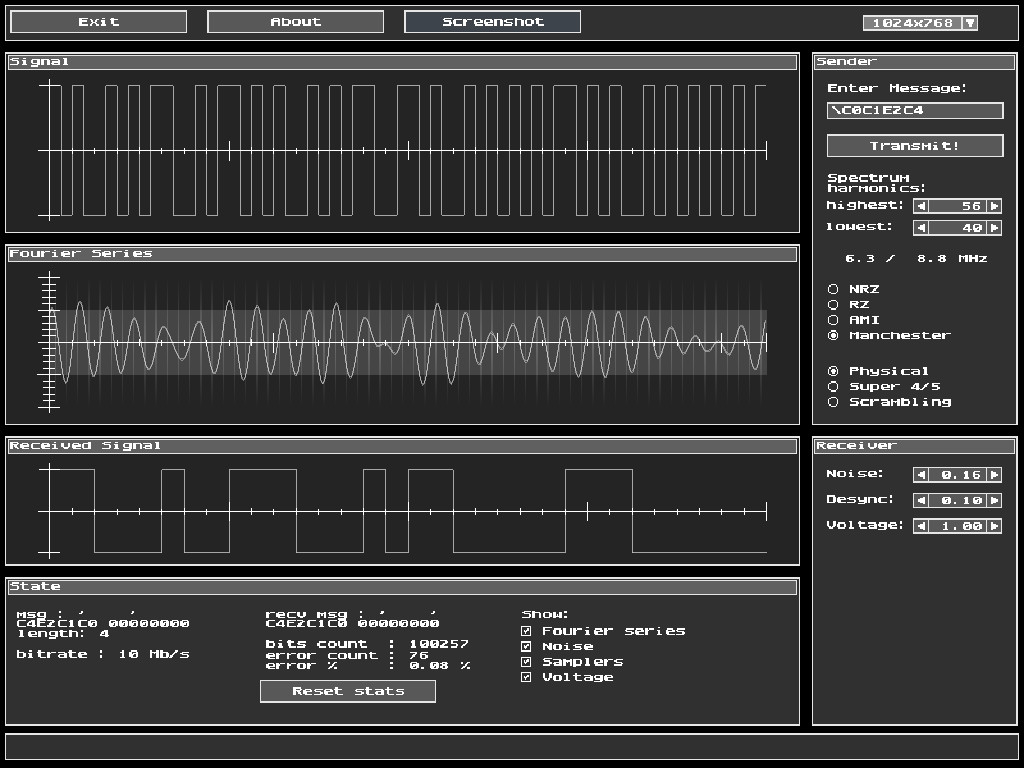 Exit About Screenshot 1024x768
Signal
Sender
Enter Message:
\C0C1E2C4
Transmit!
Spectrum
harmonics:
highest: 56
lowest: 40
6.3 / 8.8 MHz
NRZ
RZ
AMI
Manchester
Physical
Super 4/5
Scrambling
Fourier Series
Received Signal
Receiver
Noise: 0.16
Desync: 0.10
Voltage: 1.00
State
msg : ' '
C4E2C1C0 00000000
length: 4
bitrate : 10 Mb/s
recv msg : ' '
C4E2C1C0 00000000
bits count : 100257
error count : 76
error % : 0.08 %
Reset stats
Show:
Fourier series
Noise
Samplers
Voltage